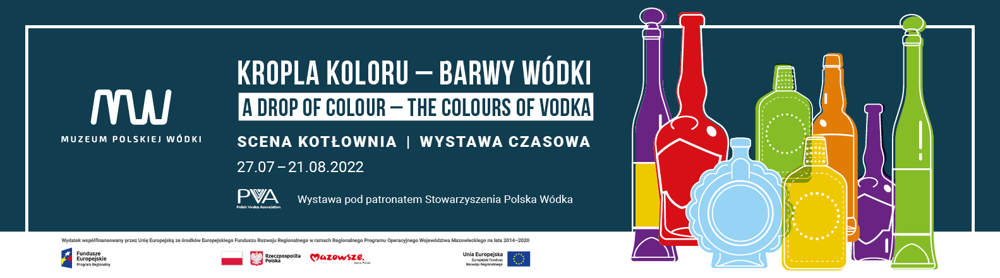 KROPLA KOLORU – BARWY WÓDKI
A DROP OF COLOUR – THE COLOURS OF VODKA
MW
MUZEUM POLSKIEJ WÓDKI
SCENA KOTŁOWNIA | WYSTAWA CZASOWA
27.07 – 21.08.2022
PVA
Polish Vodka Association
Wystawa pod patronatem Stowarzyszenia Polska Wódka
Wydatek współfinansowany przez Unię Europejską ze środków Europejskiego Funduszu Rozwoju Regionalnego w ramach Regionalnego Programu Operacyjnego Województwa Mazowieckiego na lata 2014–2020
Fundusze
Europejskie
Program Regionalny
Rzeczpospolita
Polska
Mazowsze.
serce Polski
Unia Europejska
Europejski Fundusz
Rozwoju Regionalnego